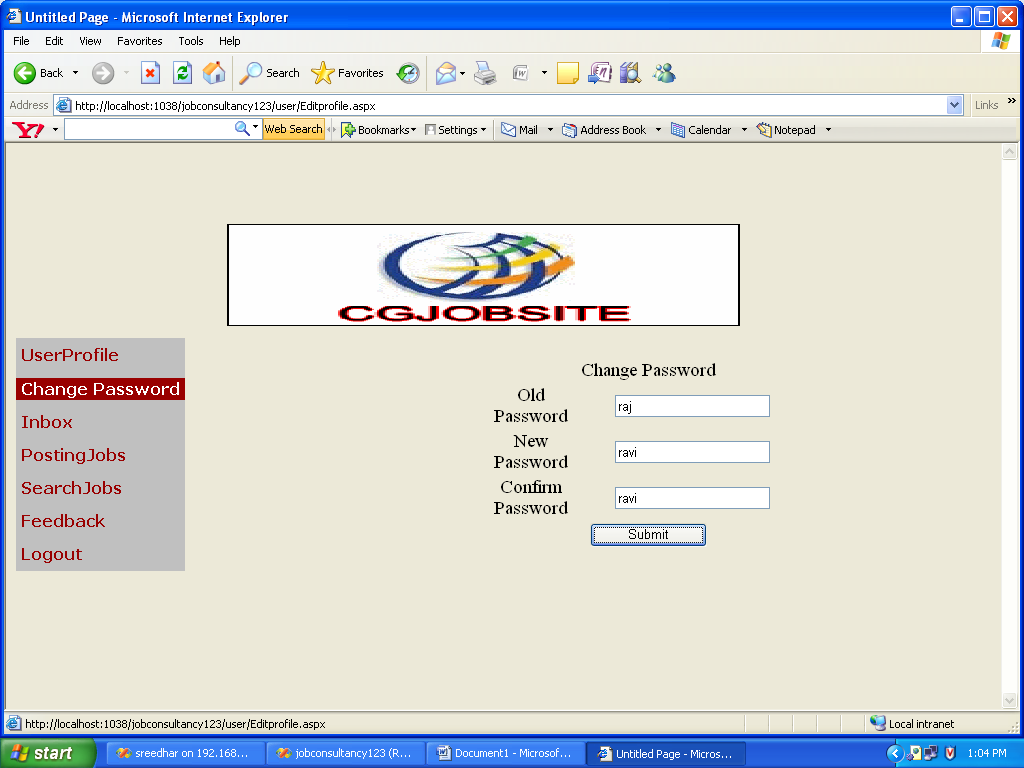 Untitled Page - Microsoft Internet Explorer
File Edit View Favorites Tools Help
Back Search Favorites
Address http://localhost:1038/jobconsultancy123/user/Editprofile.aspx Links »
Y! Web Search Bookmarks Settings Mail Address Book Calendar Notepad
CGJOBSITE
UserProfile
Change Password
Inbox
PostingJobs
SearchJobs
Feedback
Logout
Change Password
Old
Password
raj
New
Password
ravi
Confirm
Password
ravi
Submit
http://localhost:1038/jobconsultancy123/user/Editprofile.aspx Local intranet
start sreedhar on 192.168... jobconsultancy123 (R... Document1 - Microsof... Untitled Page - Micros... 1:04 PM